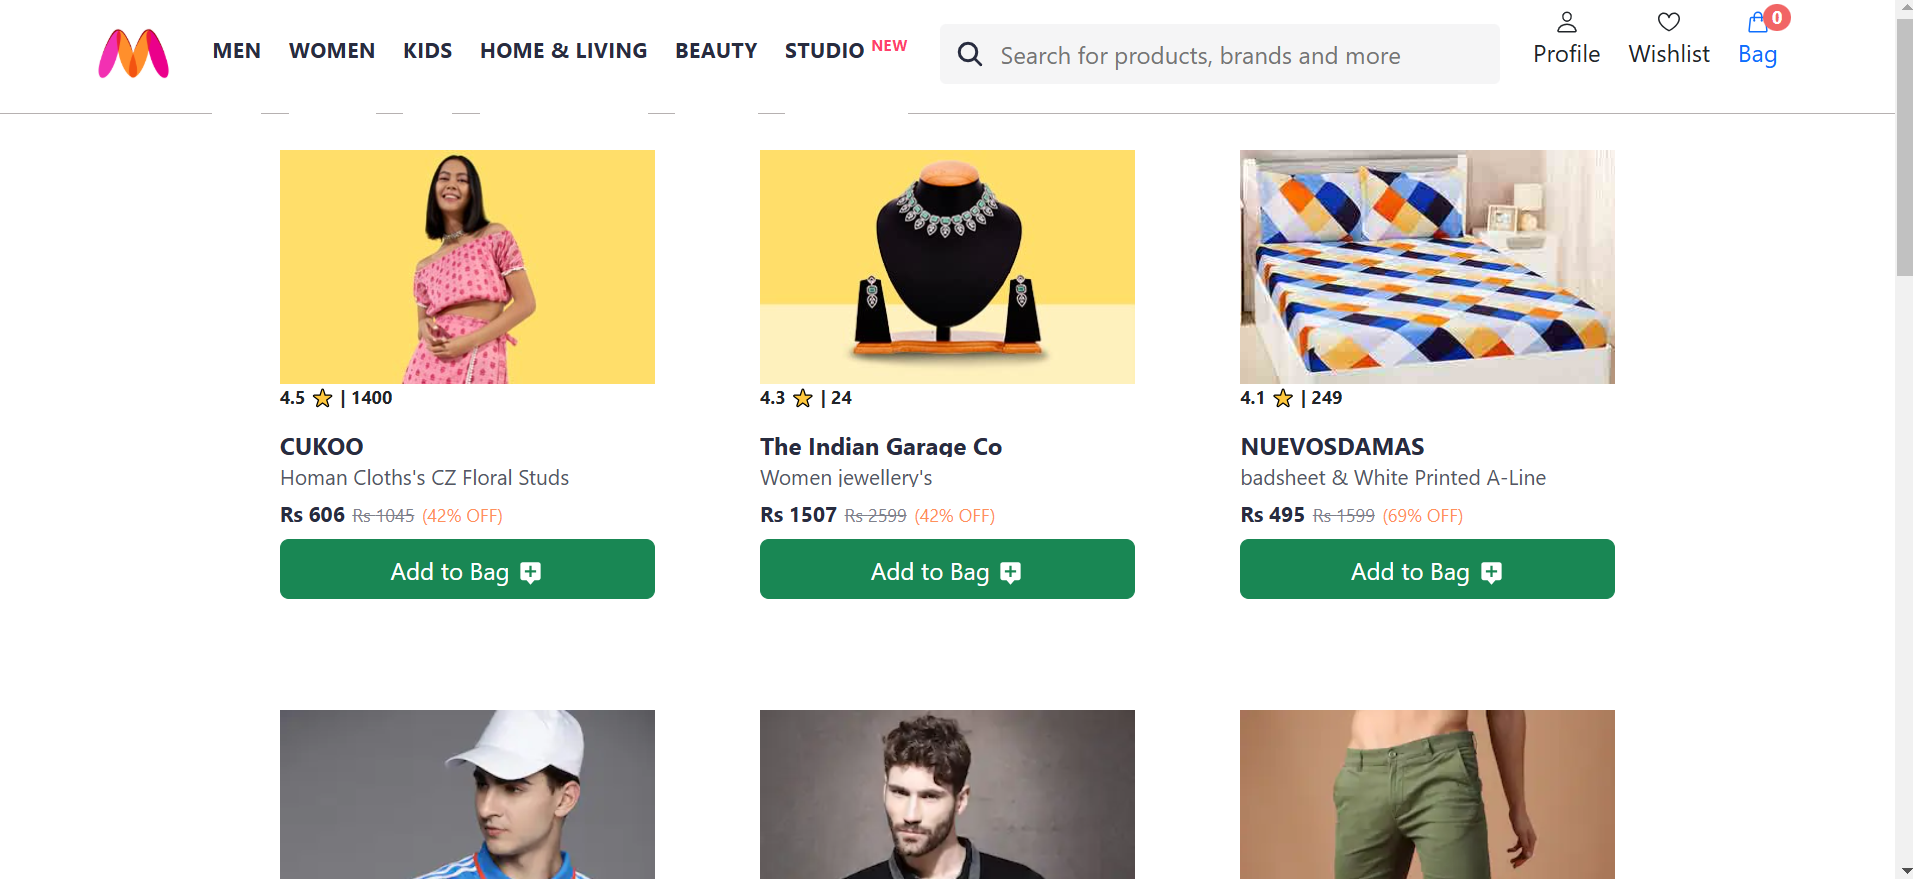 MEN WOMEN KIDS HOME & LIVING BEAUTY STUDIO NEW
Search for products, brands and more
Profile Wishlist 0 Bag
4.5 | 1400
CUKOO
Homan Cloths's CZ Floral Studs
Rs 606 Rs 1045 (42% OFF)
Add to Bag
4.3 | 24
The Indian Garage Co
Women jewellery's
Rs 1507 Rs 2599 (42% OFF)
Add to Bag
4.1 | 249
NUEVOSDAMAS
badsheet & White Printed A-Line
Rs 495 Rs 1599 (69% OFF)
Add to Bag